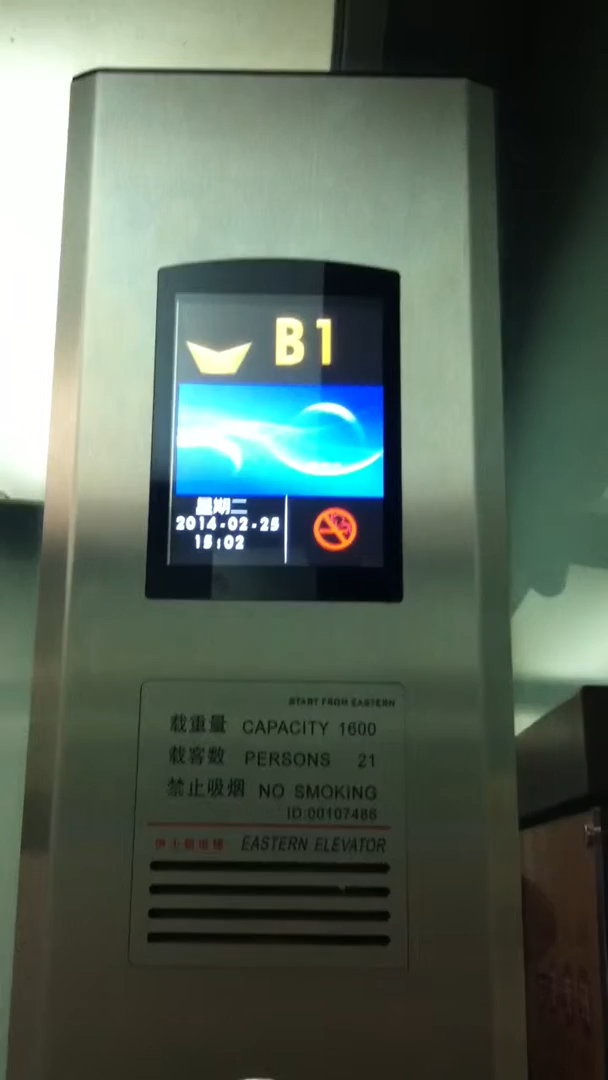 B1
星期二
2014-02-25
15:02
START FROM EASTERN
载重量 CAPACITY 1600
载客数 PERSONS 21
禁止吸烟 NO SMOKING
ID:00107486
EASTERN ELEVATOR